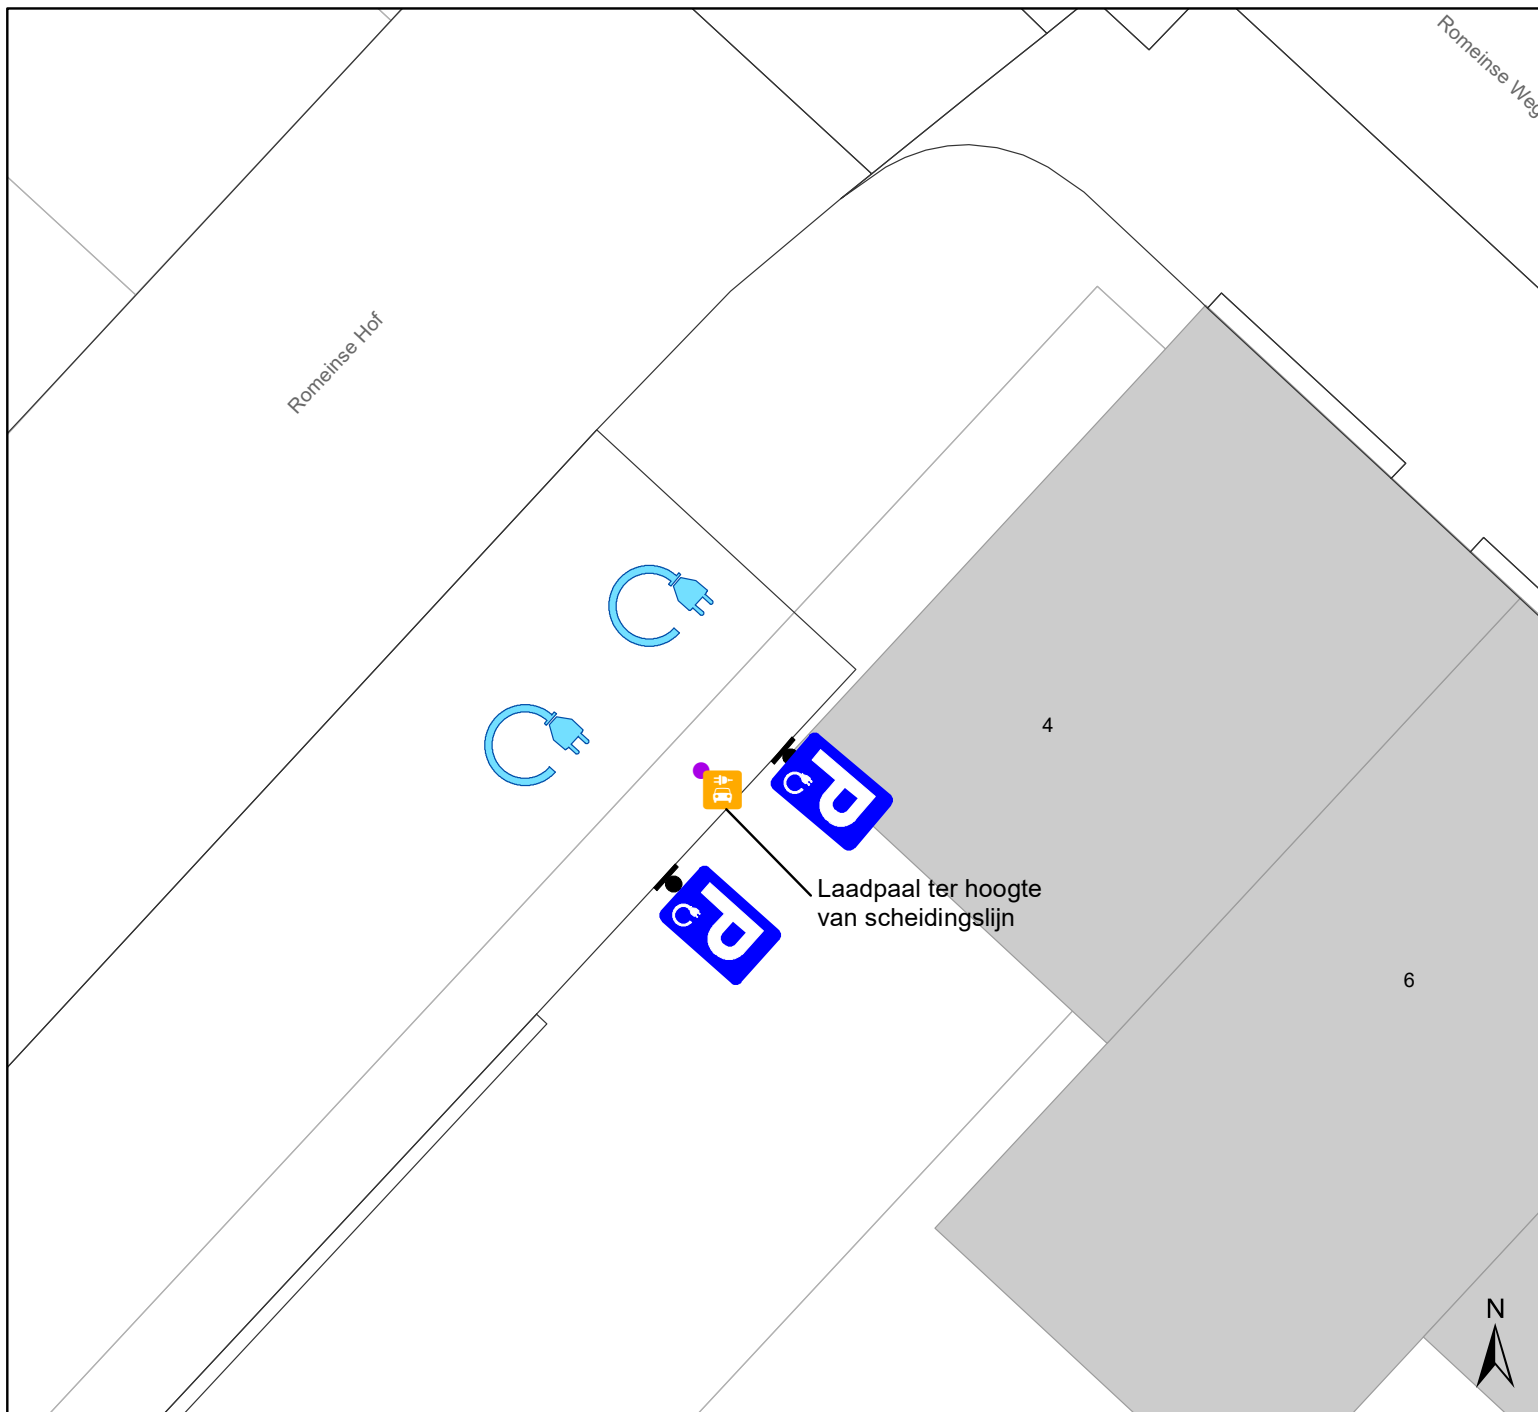 Romeinse Weg
Romeinse Hof
4
P
Laadpaal ter hoogte
van scheidingslijn
P
6
N